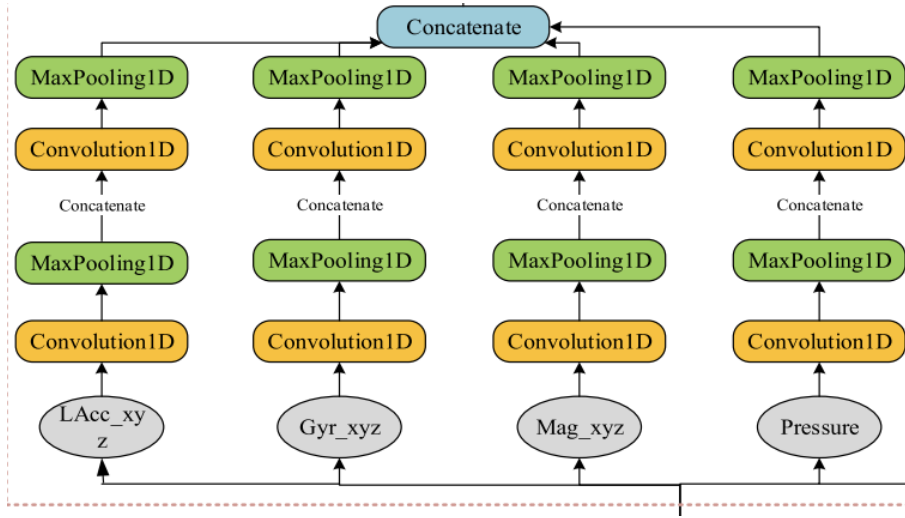 Concatenate
MaxPooling1D MaxPooling1D MaxPooling1D MaxPooling1D
Convolution1D Convolution1D Convolution1D Convolution1D
Concatenate Concatenate Concatenate Concatenate
MaxPooling1D MaxPooling1D MaxPooling1D MaxPooling1D
Convolution1D Convolution1D Convolution1D Convolution1D
LAcc_xy
z
Gyr_xyz Mag_xyz Pressure